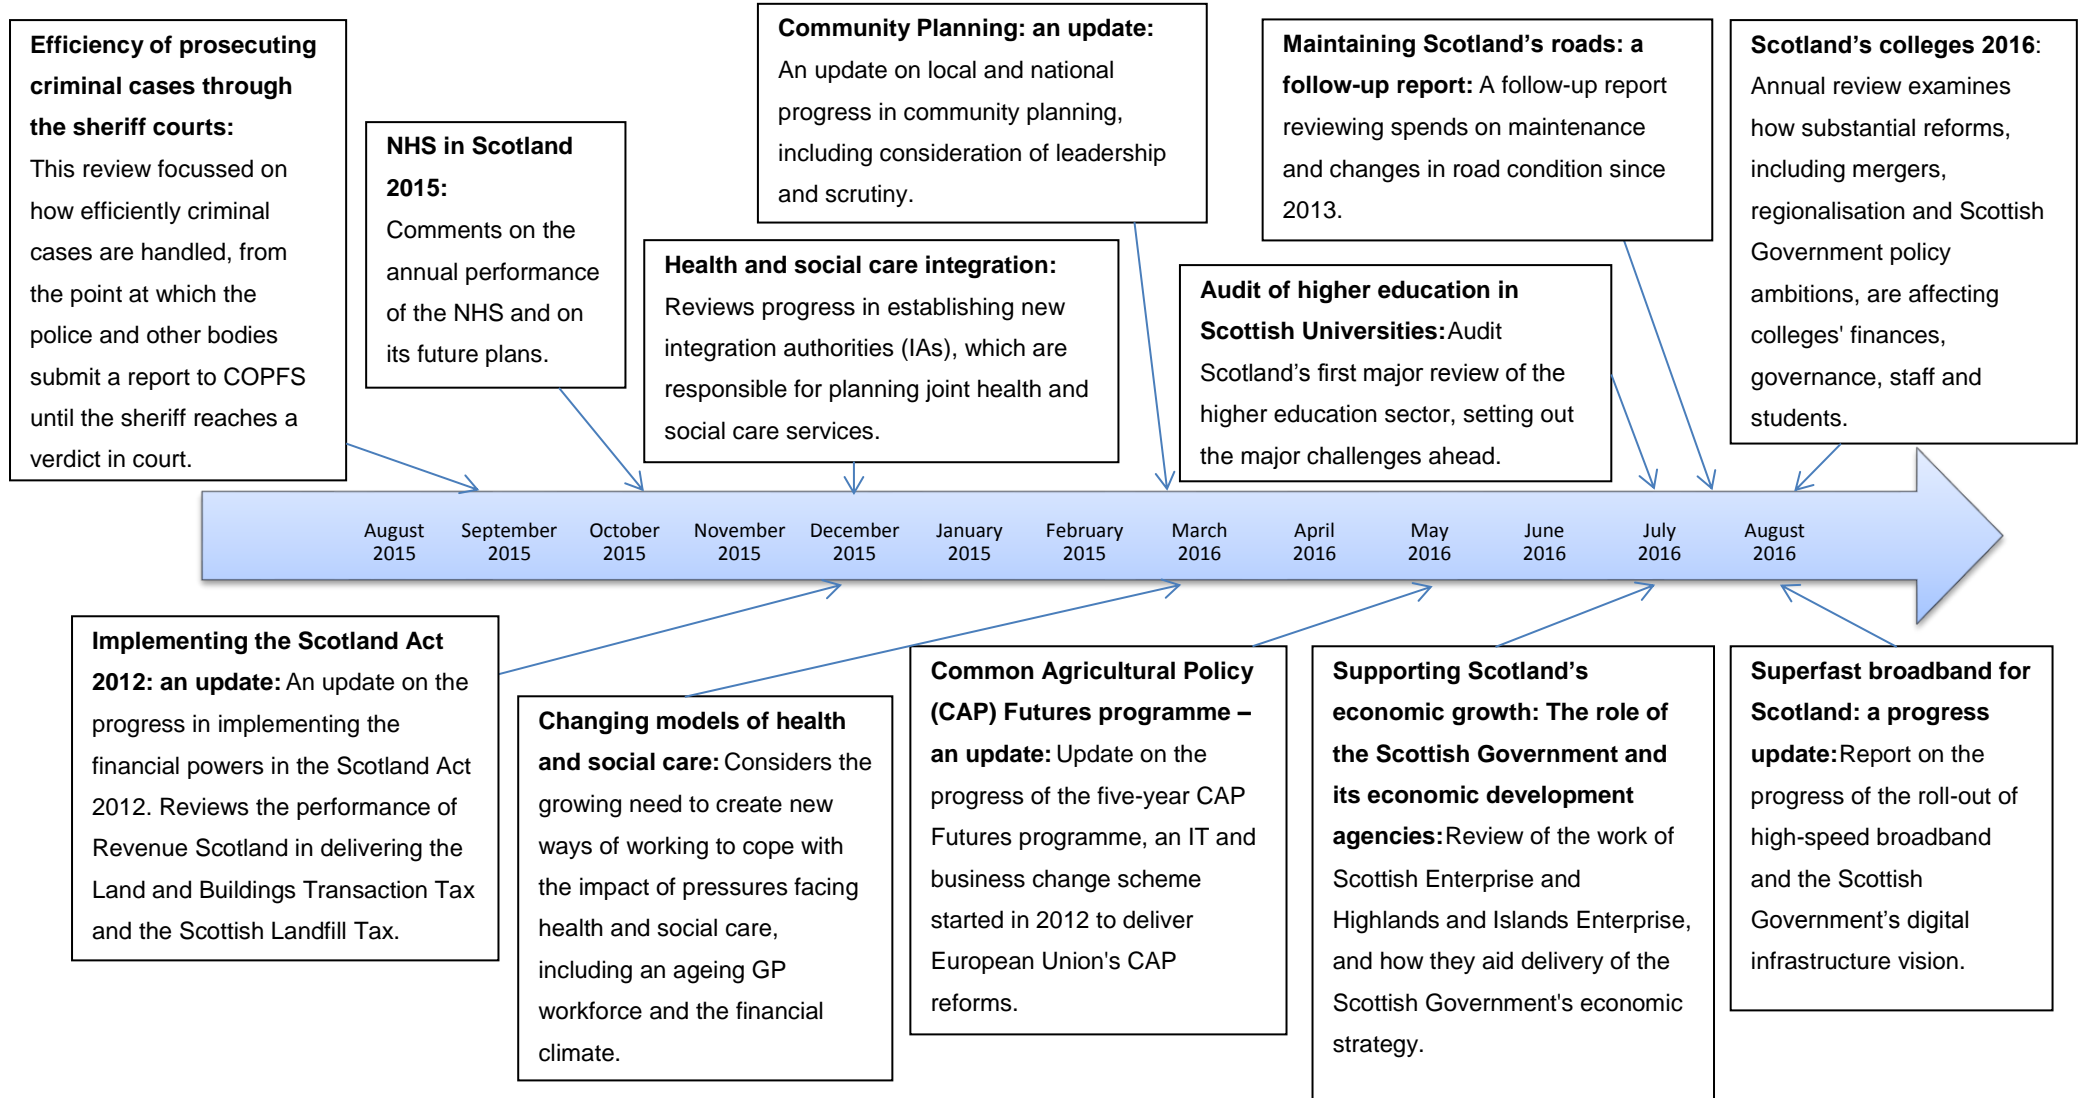 Efficiency of prosecuting
criminal cases through
the sheriff courts:
This review focussed on
how efficiently criminal
cases are handled, from
the point at which the
police and other bodies
submit a report to COPFS
until the sheriff reaches a
verdict in court.
NHS in Scotland
2015:
Comments on the
annual performance
of the NHS and on
its future plans.
Community Planning: an update:
An update on local and national
progress in community planning,
including consideration of leadership
and scrutiny.
Health and social care integration:
Reviews progress in establishing new
integration authorities (IAs), which are
responsible for planning joint health and
social care services.
Maintaining Scotland’s roads: a
follow-up report: A follow-up report
reviewing spends on maintenance
and changes in road condition since
2013.
Audit of higher education in
Scottish Universities: Audit
Scotland’s first major review of the
higher education sector, setting out
the major challenges ahead.
Scotland’s colleges 2016:
Annual review examines
how substantial reforms,
including mergers,
regionalisation and Scottish
Government policy
ambitions, are affecting
colleges' finances,
governance, staff and
students.
August
2015
September
2015
October
2015
November
2015
December
2015
January
2015
February
2015
March
2016
April
2016
May
2016
June
2016
July
2016
August
2016
Implementing the Scotland Act
2012: an update: An update on the
progress in implementing the
financial powers in the Scotland Act
2012. Reviews the performance of
Revenue Scotland in delivering the
Land and Buildings Transaction Tax
and the Scottish Landfill Tax.
Changing models of health
and social care: Considers the
growing need to create new
ways of working to cope with
the impact of pressures facing
health and social care,
including an ageing GP
workforce and the financial
climate.
Common Agricultural Policy
(CAP) Futures programme –
an update: Update on the
progress of the five-year CAP
Futures programme, an IT and
business change scheme
started in 2012 to deliver
European Union's CAP
reforms.
Supporting Scotland’s
economic growth: The role of
the Scottish Government and
its economic development
agencies: Review of the work of
Scottish Enterprise and
Highlands and Islands Enterprise,
and how they aid delivery of the
Scottish Government's economic
strategy.
Superfast broadband for
Scotland: a progress
update: Report on the
progress of the roll-out of
high-speed broadband
and the Scottish
Government’s digital
infrastructure vision.